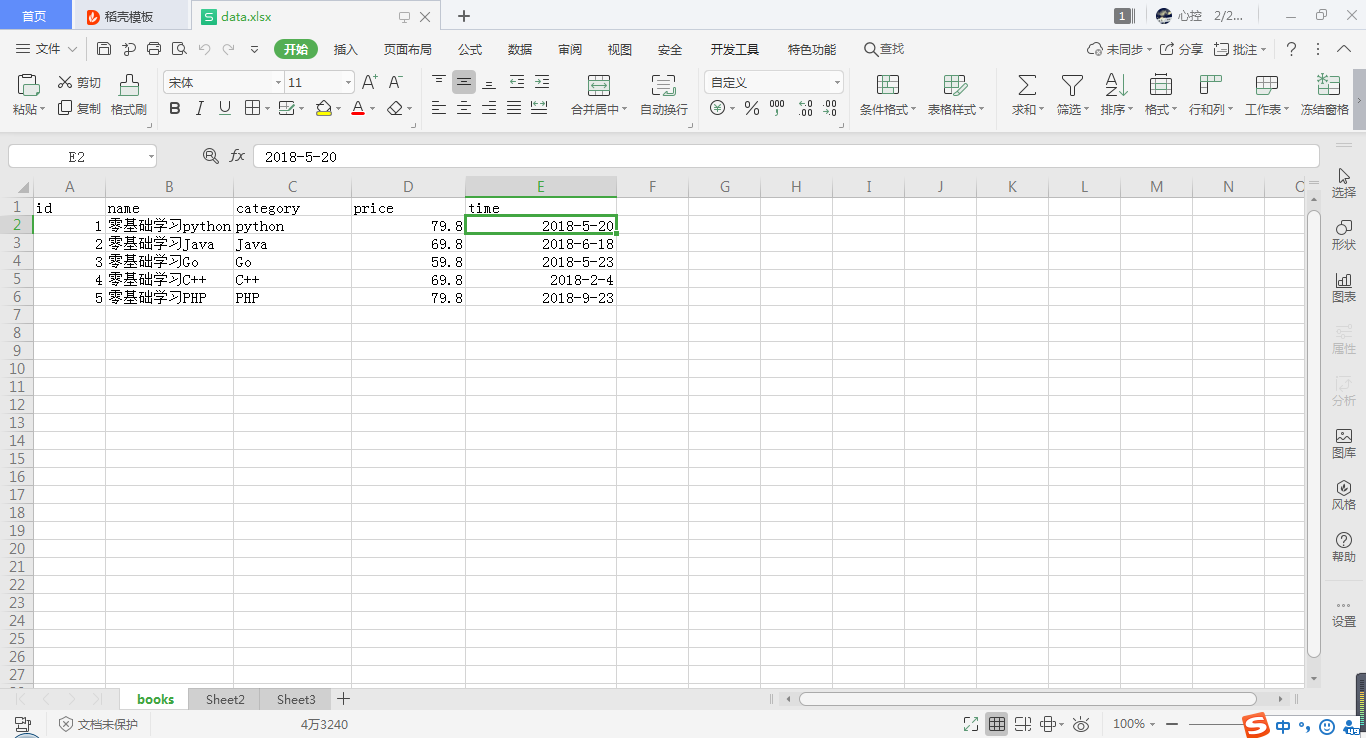 首页 稻壳模板 data.xlsx 1 心控 2/2...
文件 开始 插入 页面布局 公式 数据 审阅 视图 安全 开发工具 特色功能 查找 未同步 分享 批注
粘贴 剪切 复制 格式刷 宋体 11 A+ A- B I U A 合并居中 自动换行 自定义 条件格式 表格样式 求和 筛选 排序 格式 行和列 工作表 冻结窗格
E2 fx 2018-5-20
A B C D E F G H I J K L M N O
1 id name category price time
2 1 零基础学习python python 79.8 2018-5-20
3 2 零基础学习Java Java 69.8 2018-6-18
4 3 零基础学习Go Go 59.8 2018-5-23
5 4 零基础学习C++ C++ 69.8 2018-2-4
6 5 零基础学习PHP PHP 79.8 2018-9-23
7
8
9
10
11
12
13
14
15
16
17
18
19
20
21
22
23
24
25
26
27
选择
形状
图表
属性
分析
图库
风格
帮助
设置
books Sheet2 Sheet3
文档未保护 4万3240 100% 中